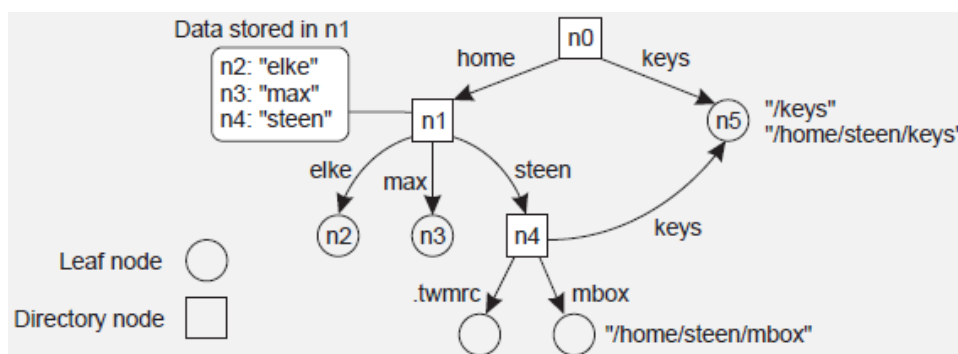 Data stored in n1
n2: "elke"
n3: "max"
n4: "steen"
n0
home
keys
n1
n5
"/keys"
"/home/steen/keys"
elke
max
steen
n2
n3
n4
keys
Leaf node
.twmrc
mbox
Directory node
"/home/steen/mbox"